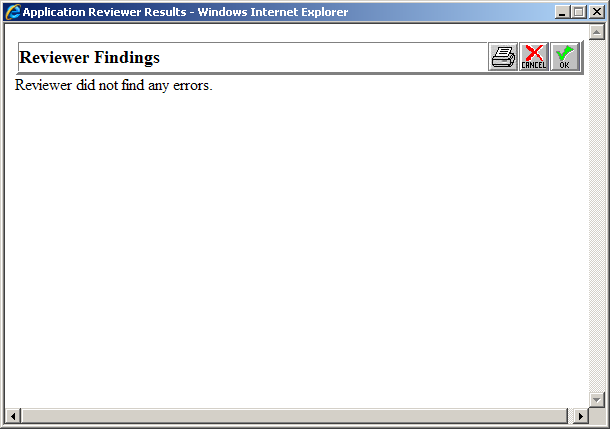 Application Reviewer Results - Windows Internet Explorer
Reviewer Findings
CANCEL
OK
Reviewer did not find any errors.